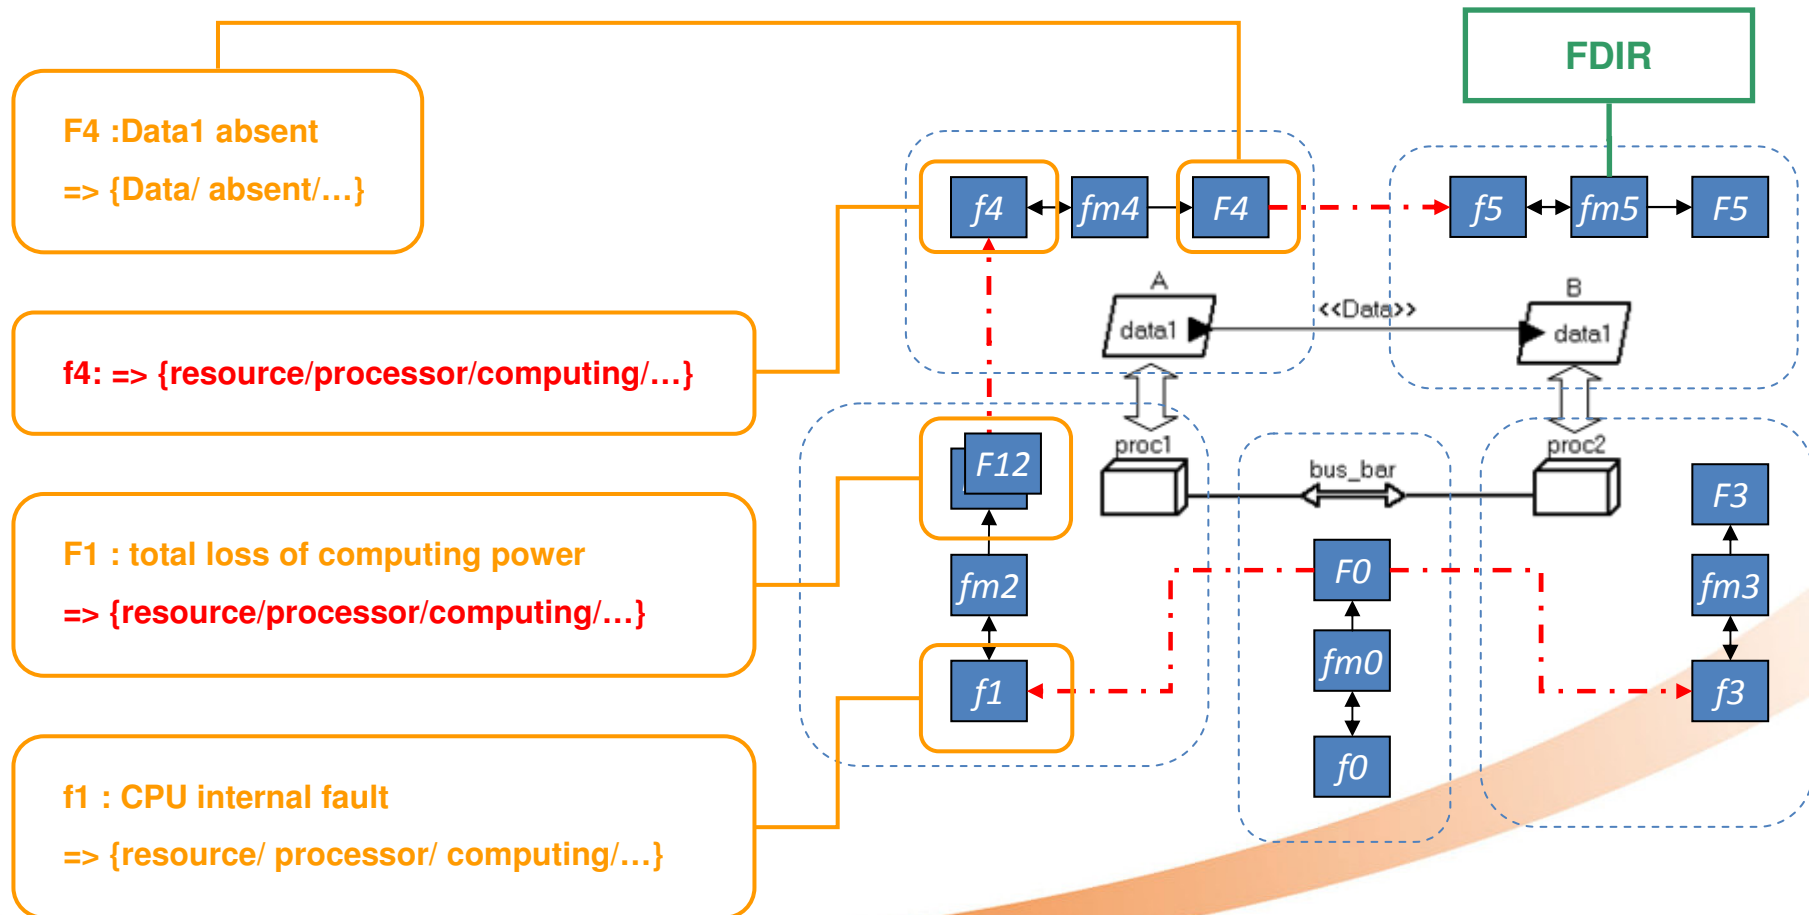 FDIR
F4 :Data1 absent
=> {Data/ absent/…}
f4
fm4
F4
f5
fm5
F5
A
<<Data>>
B
data1
data1
f4: => {resource/processor/computing/…}
F12
proc1
bus_bar
proc2
F3
F1 : total loss of computing power
=> {resource/processor/computing/…}
fm2
F0
fm3
f1
fm0
f3
f0
f1 : CPU internal fault
=> {resource/ processor/ computing/…}